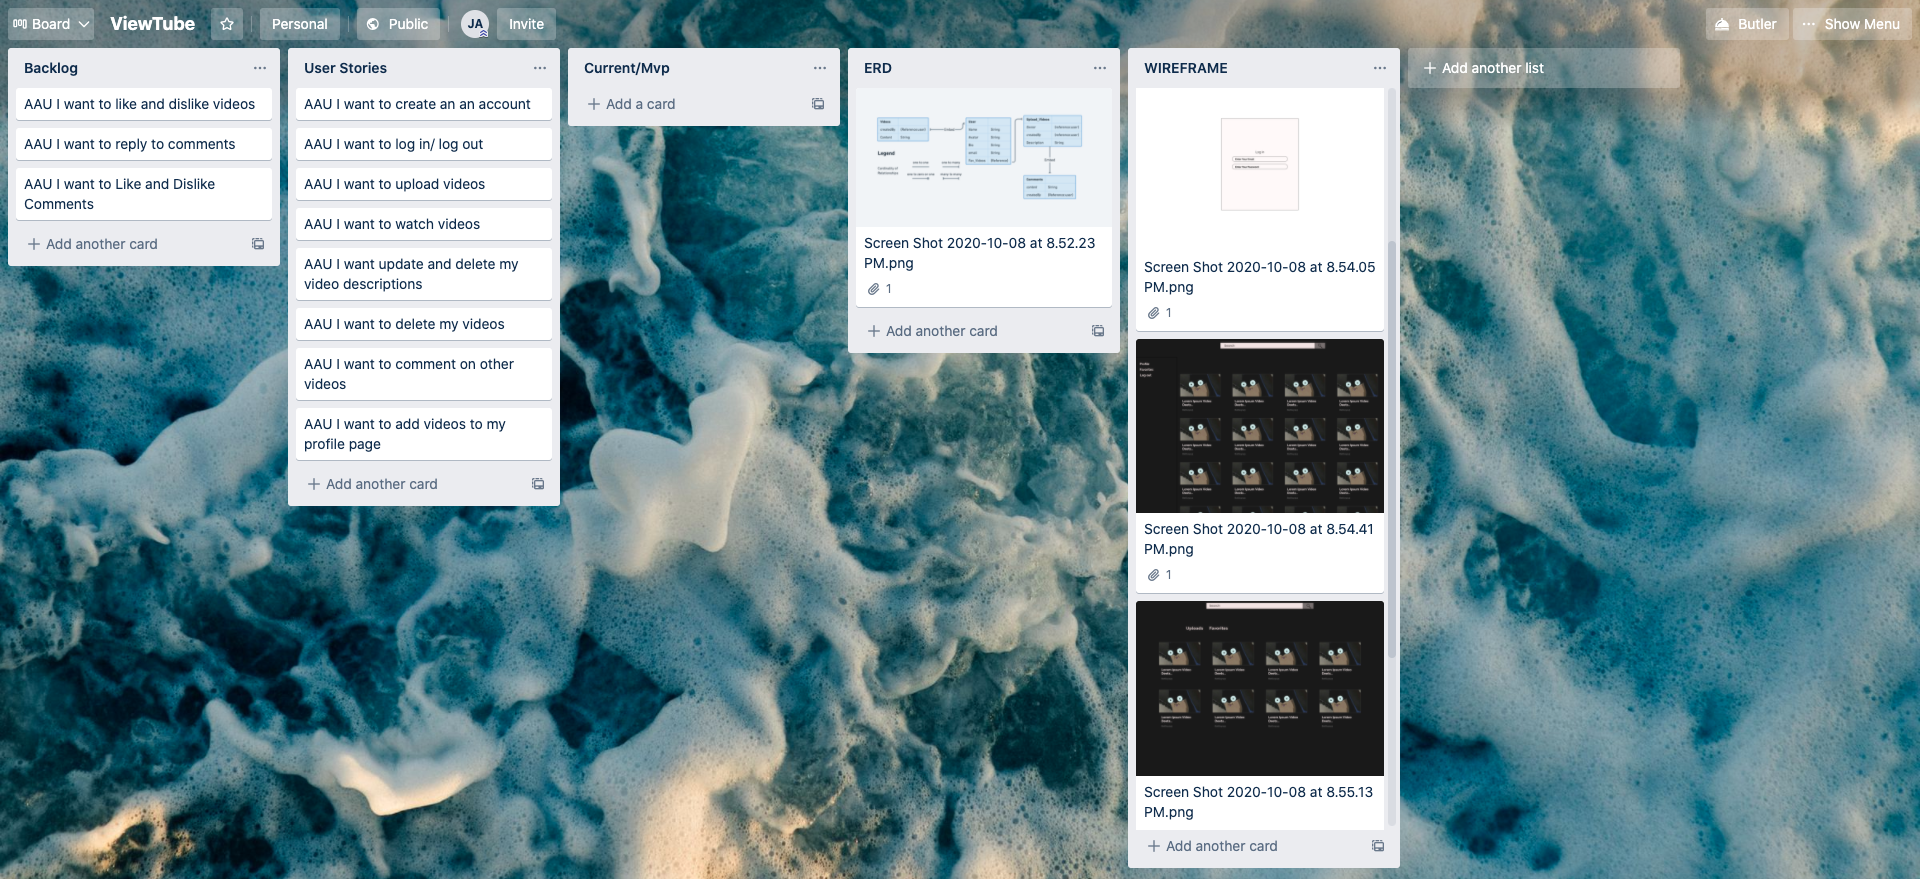 Board
ViewTube
Personal
Public
JA
Invite
Butler
Show Menu
Backlog
AAU I want to like and dislike videos
AAU I want to reply to comments
AAU I want to Like and Dislike
Comments
Add another card
User Stories
AAU I want to create an an account
AAU I want to log in/ log out
AAU I want to upload videos
AAU I want to watch videos
AAU I want update and delete my
video descriptions
AAU I want to delete my videos
AAU I want to comment on other
videos
AAU I want to add videos to my
profile page
Add another card
Current/Mvp
Add a card
ERD
Legend
Screen Shot 2020-10-08 at 8.52.23
PM.png
1
Add another card
WIREFRAME
Screen Shot 2020-10-08 at 8.54.05
PM.png
1
Screen Shot 2020-10-08 at 8.54.41
PM.png
1
Uploads Favorites
Screen Shot 2020-10-08 at 8.55.13
PM.png
Add another card
Add another list